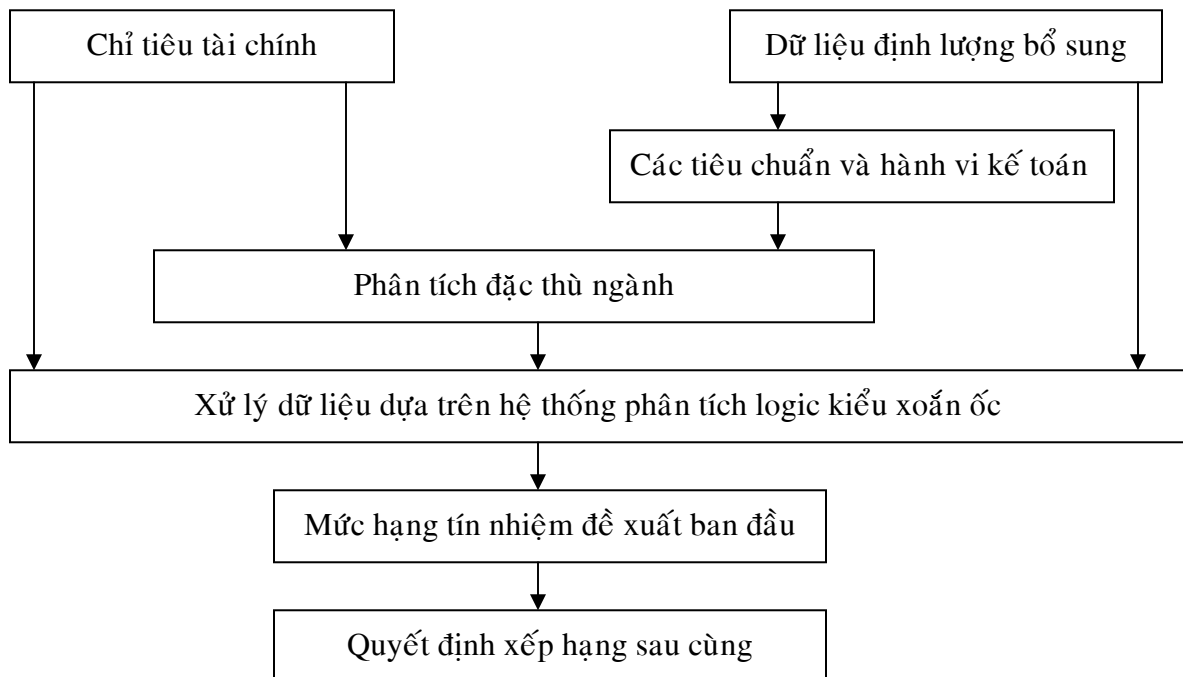 Chỉ tiêu tài chính
Dữ liệu định lượng bổ sung
Các tiêu chuẩn và hành vi kế toán
Phân tích đặc thù ngành
Xử lý dữ liệu dựa trên hệ thống phân tích logic kiểu xoắn ốc
Mức hạng tín nhiệm đề xuất ban đầu
Quyết định xếp hạng sau cùng